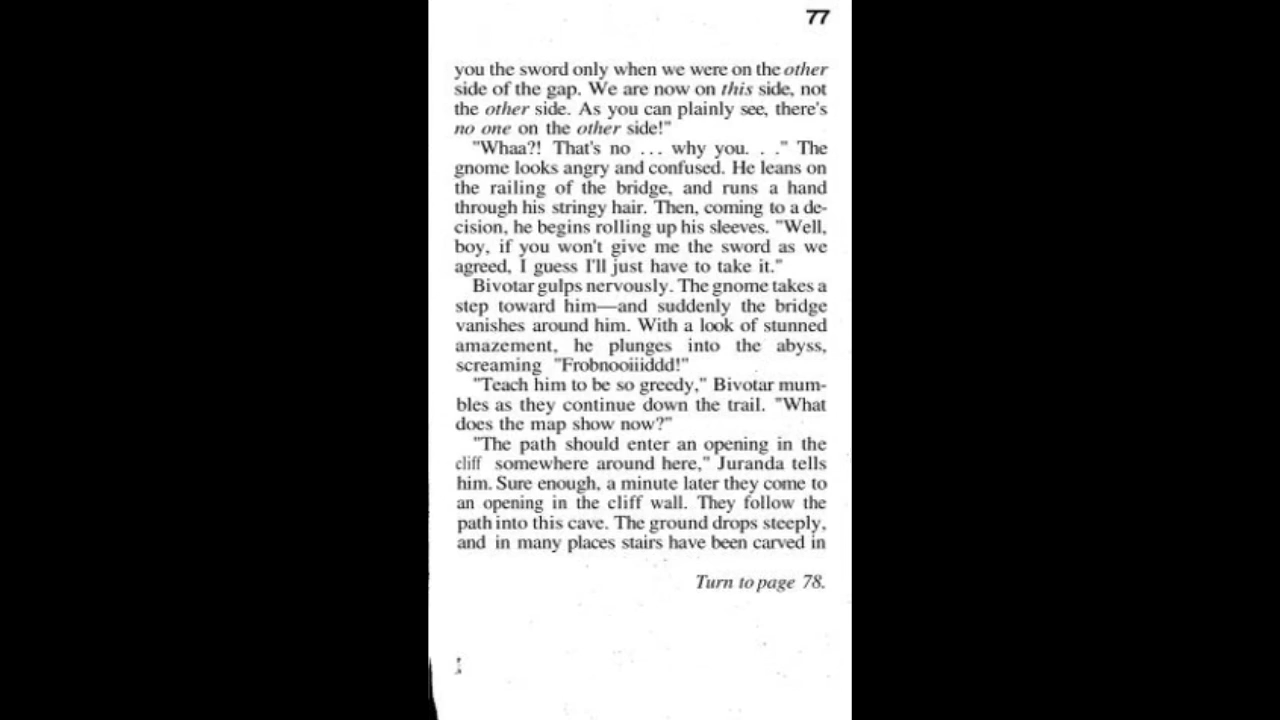 77
you the sword only when we were on the other
side of the gap. We are now on this side, not
the other side. As you can plainly see, there's
no one on the other side!"
"Whaa?! That's no ... why you. . ." The
gnome looks angry and confused. He leans on
the railing of the bridge, and runs a hand
through his stringy hair. Then, coming to a de-
cision, he begins rolling up his sleeves. "Well,
boy, if you won't give me the sword as we
agreed, I guess I'll just have to take it."
Bivotar gulps nervously. The gnome takes a
step toward him—and suddenly the bridge
vanishes around him. With a look of stunned
amazement, he plunges into the abyss,
screaming "Frobnooiiiddd!"
"Teach him to be so greedy," Bivotar mum-
bles as they continue down the trail. "What
does the map show now?"
"The path should enter an opening in the
cliff somewhere around here," Juranda tells
him. Sure enough, a minute later they come to
an opening in the cliff wall. They follow the
path into this cave. The ground drops steeply,
and in many places stairs have been carved in
Turn to page 78.